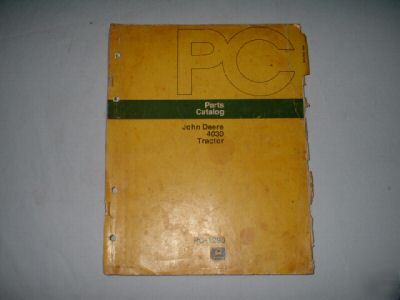 PC
Parts
Catalog
John Deere
4030
Tractor